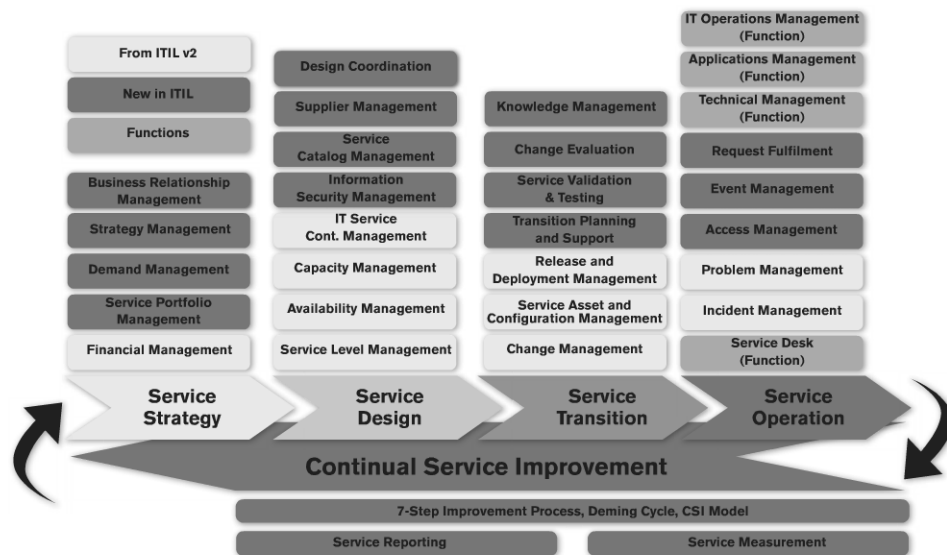 From ITIL v2
New in ITIL
Functions
Business Relationship
Management
Strategy Management
Demand Management
Service Portfolio
Management
Financial Management
Service
Strategy
Design Coordination
Supplier Management
Service
Catalog Management
Information
Security Management
IT Service
Cont. Management
Capacity Management
Availability Management
Service Level Management
Service
Design
Knowledge Management
Change Evaluation
Service Validation
& Testing
Transition Planning
and Support
Release and
Deployment Management
Service Asset and
Configuration Management
Change Management
Service
Transition
IT Operations Management
(Function)
Applications Management
(Function)
Technical Management
(Function)
Request Fulfilment
Event Management
Access Management
Problem Management
Incident Management
Service Desk
(Function)
Service
Operation
Continual Service Improvement
7-Step Improvement Process, Deming Cycle, CSI Model
Service Reporting
Service Measurement